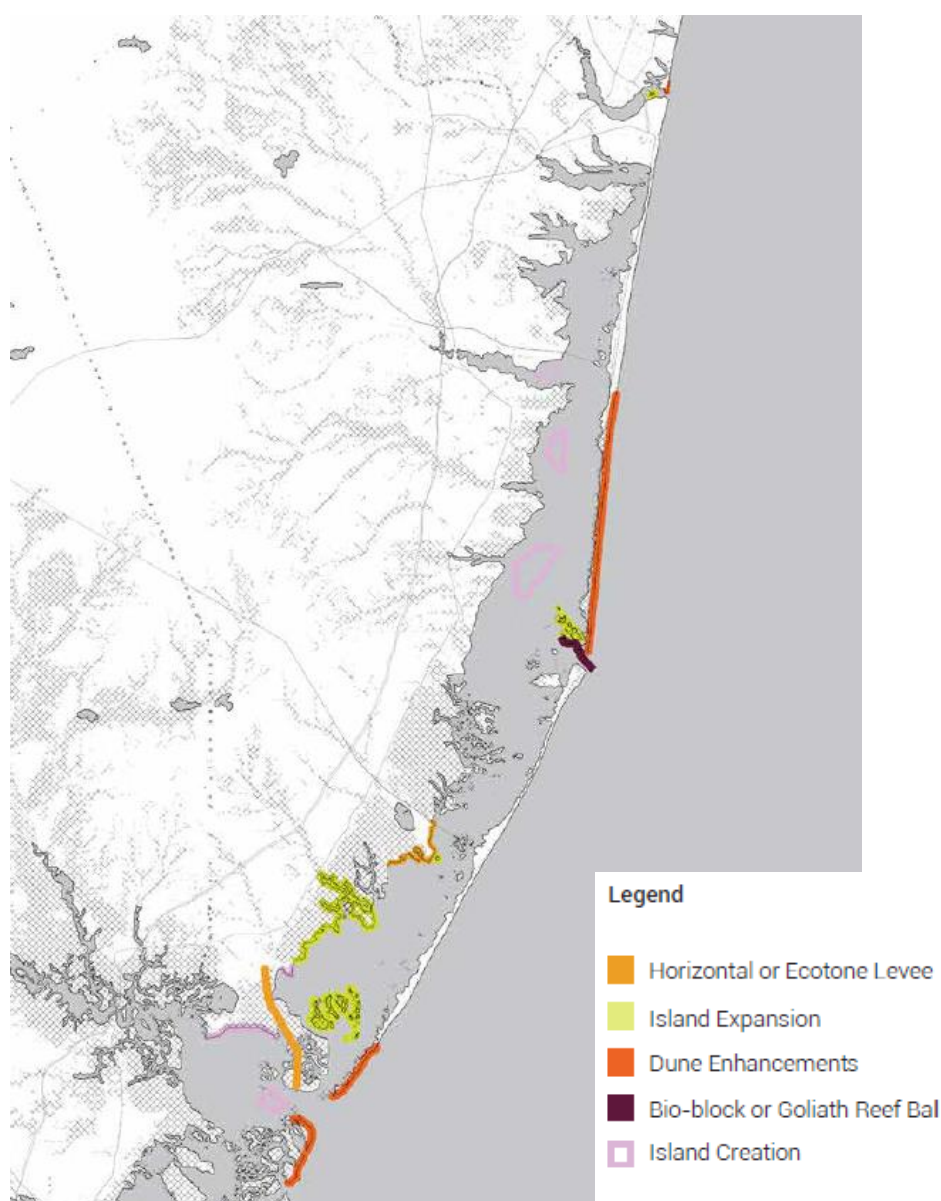 Legend
Horizontal or Ecotone Levee
Island Expansion
Dune Enhancements
Bio-block or Goliath Reef Bal
Island Creation